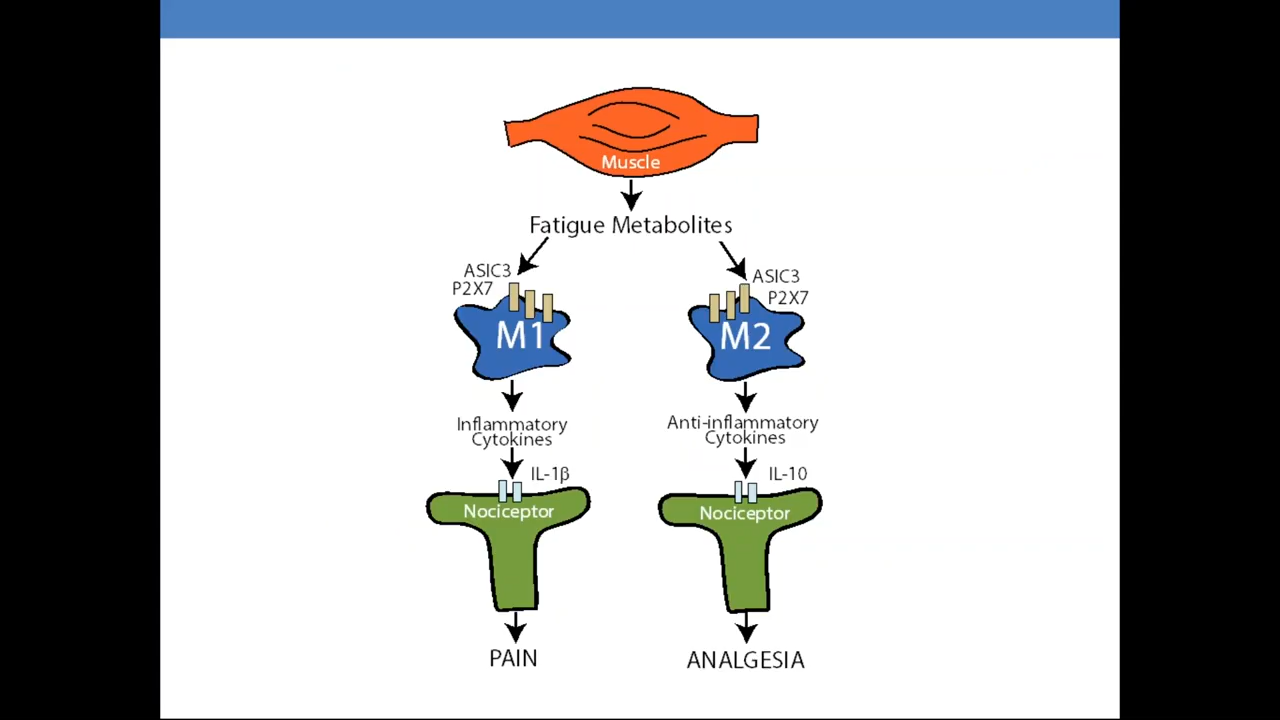 Muscle
Fatigue Metabolites
ASIC3
P2X7
M1
Inflammatory
Cytokines
IL-1β
Nociceptor
PAIN
ASIC3
P2X7
M2
Anti-inflammatory
Cytokines
IL-10
Nociceptor
ANALGESIA